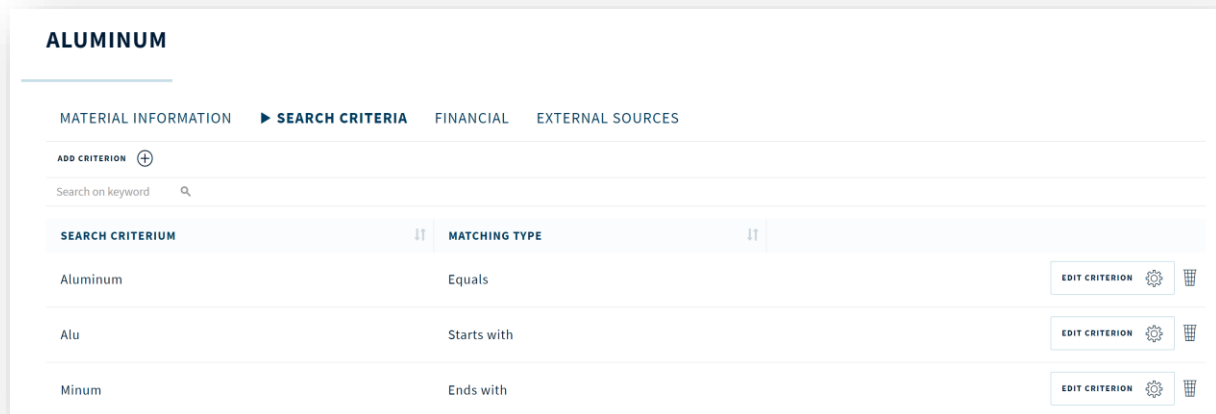 ALUMINUM
MATERIAL INFORMATION ▶ SEARCH CRITERIA FINANCIAL EXTERNAL SOURCES
ADD CRITERION
Search on keyword
SEARCH CRITERIUM MATCHING TYPE
Aluminum Equals EDIT CRITERION
Alu Starts with EDIT CRITERION
Minum Ends with EDIT CRITERION